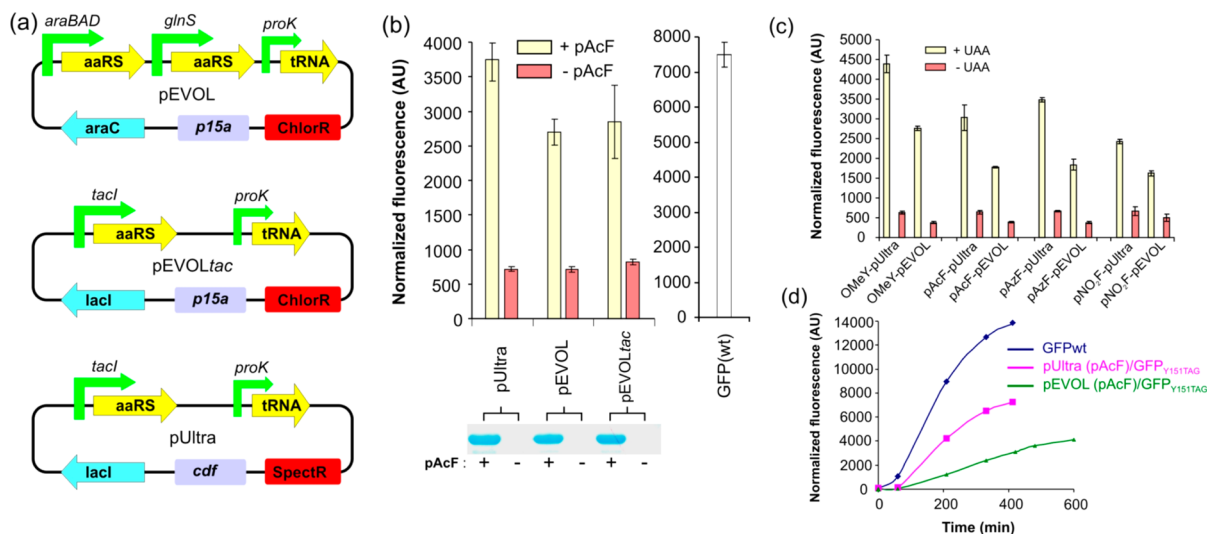 (a)
araBAD
glnS
proK
aaRS
aaRS
tRNA
pEVOL
araC
p15a
ChlorR
tacI
proK
aaRS
tRNA
pEVOLtac
lacI
p15a
ChlorR
tacI
proK
aaRS
tRNA
pUltra
lacI
cdf
SpectR
(b)
Normalized fluorescence (AU)
4000
3500
3000
2500
2000
1500
1000
500
0
+ pAcF
- pAcF
8000
7000
6000
5000
4000
3000
2000
1000
0
pUltra
pEVOL
pEVOLtac
GFP(wt)
pAcF : + - + - + -
(c)
Normalized fluorescence (AU)
5000
4500
4000
3500
3000
2500
2000
1500
1000
500
0
+ UAA
- UAA
OMeY-pUltra
OMeY-pEVOL
pAcF-pUltra
pAcF-pEVOL
pAzF-pUltra
pAzF-pEVOL
pNO₂F-pUltra
pNO₂F-pEVOL
(d)
Normalized fluorescence (AU)
14000
12000
10000
8000
6000
4000
2000
0
GFPwt
pUltra (pAcF)/GFPY151TAG
pEVOL (pAcF)/GFPY151TAG
0 200 400 600
Time (min)